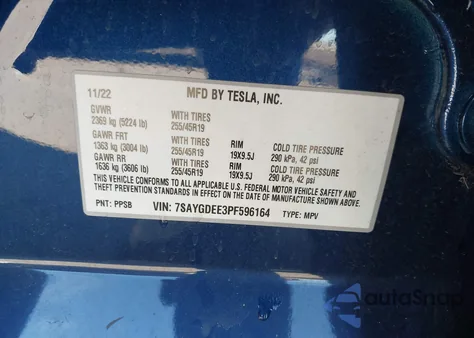 11/22 MFD BY TESLA, INC.
GVWR
2369 kg (5224 lb) WITH TIRES 255/45R19
GAWR FRT
1363 kg (3004 lb) WITH TIRES 255/45R19 RIM 19X9.5J COLD TIRE PRESSURE 290 kPa, 42 psi
GAWR RR
1636 kg (3606 lb) WITH TIRES 255/45R19 RIM 19X9.5J COLD TIRE PRESSURE 290 kPa, 42 psi
THIS VEHICLE CONFORMS TO ALL APPLICABLE U.S. FEDERAL MOTOR VEHICLE SAFETY AND
THEFT PREVENTION STANDARDS IN EFFECT ON THE DATE OF MANUFACTURE SHOWN ABOVE.
PNT: PPSB VIN: 7SAYGDEE3PF596164 TYPE: MPV
autoSnap